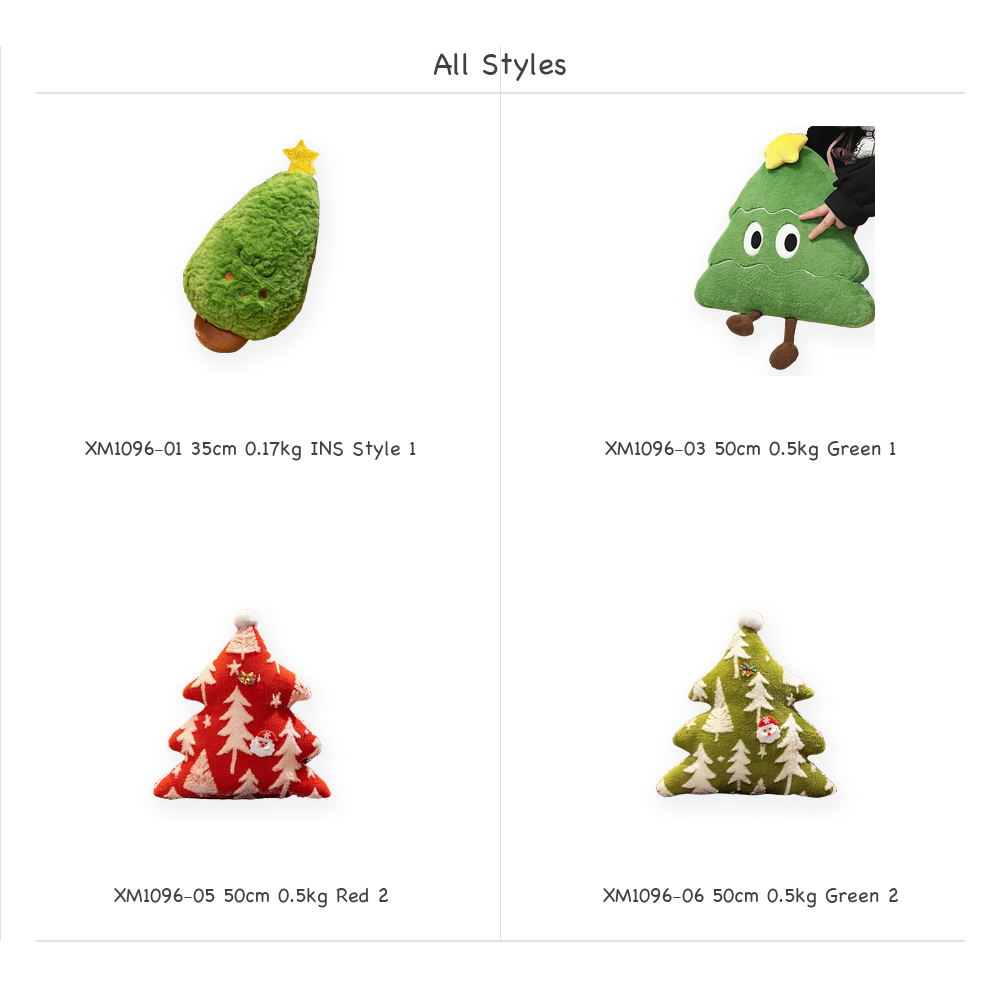 All Styles
XM1096-01 35cm 0.17kg INS Style 1
XM1096-03 50cm 0.5kg Green 1
XM1096-05 50cm 0.5kg Red 2
XM1096-06 50cm 0.5kg Green 2